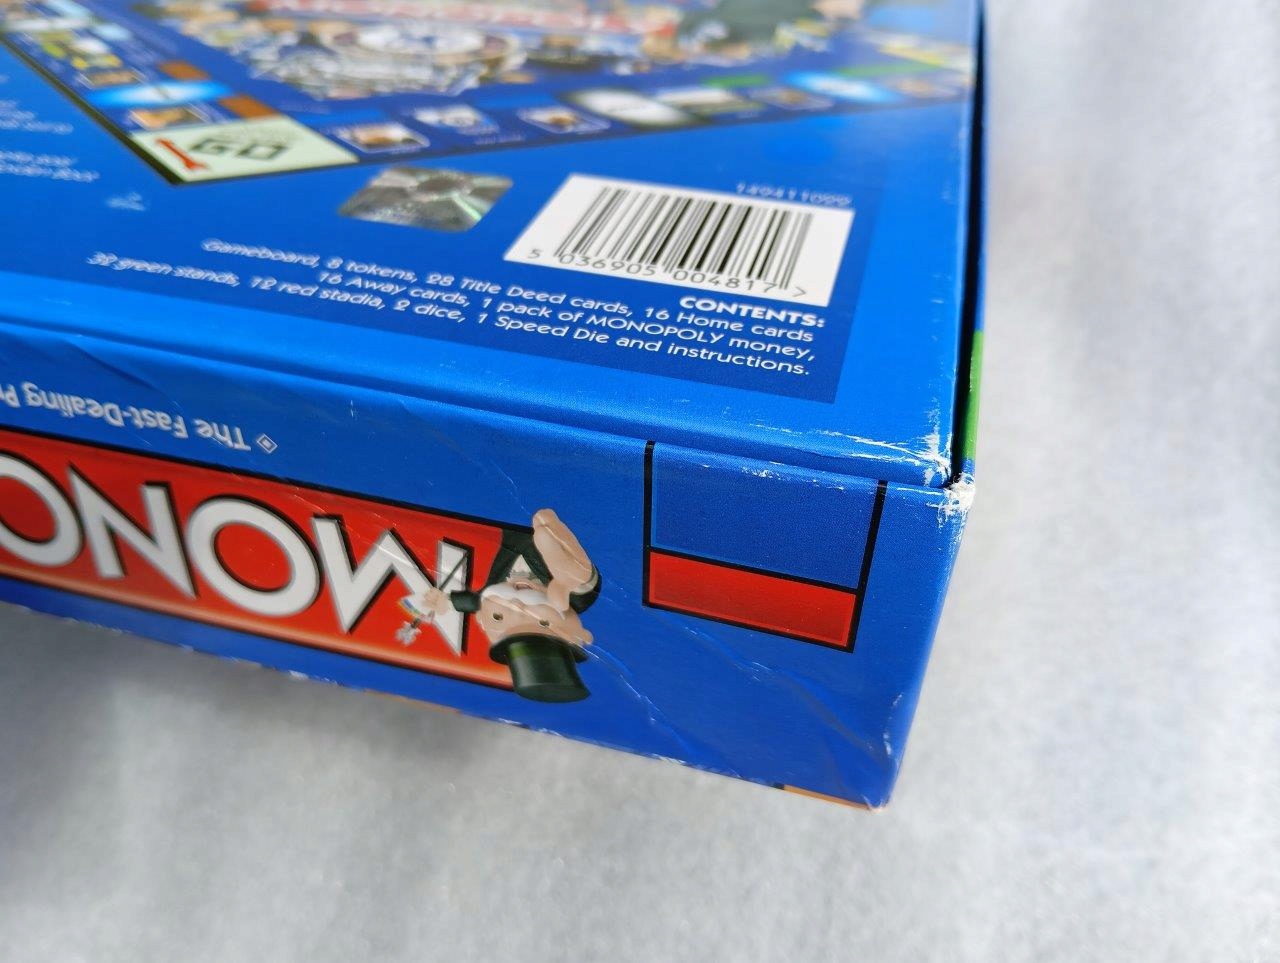 GO
149411099
5 036905 004817 >
CONTENTS:
Gameboard, 8 tokens, 28 Title Deed cards, 16 Home cards
16 Away cards, 1 pack of MONOPOLY money,
32 green stands, 12 red stadia, 2 dice, 1 Speed Die and instructions.
The Fast-Dealing
MONO